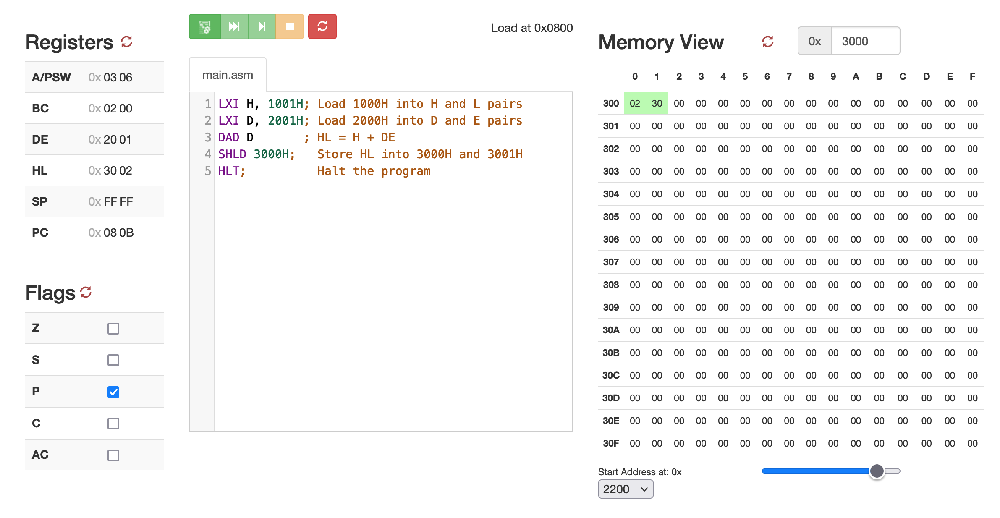 Load at 0x0800
Registers
A/PSW 0x 03 06
BC 0x 02 00
DE 0x 20 01
HL 0x 30 02
SP 0x FF FF
PC 0x 08 0B
Flags
Z
S
P
C
AC
main.asm
1 LXI H, 1001H; Load 1000H into H and L pairs
2 LXI D, 2001H; Load 2000H into D and E pairs
3 DAD D       ; HL = H + DE
4 SHLD 3000H;   Store HL into 3000H and 3001H
5 HLT;          Halt the program
Memory View 0x 3000
0 1 2 3 4 5 6 7 8 9 A B C D E F
300 02 30 00 00 00 00 00 00 00 00 00 00 00 00 00 00
301 00 00 00 00 00 00 00 00 00 00 00 00 00 00 00 00
302 00 00 00 00 00 00 00 00 00 00 00 00 00 00 00 00
303 00 00 00 00 00 00 00 00 00 00 00 00 00 00 00 00
304 00 00 00 00 00 00 00 00 00 00 00 00 00 00 00 00
305 00 00 00 00 00 00 00 00 00 00 00 00 00 00 00 00
306 00 00 00 00 00 00 00 00 00 00 00 00 00 00 00 00
307 00 00 00 00 00 00 00 00 00 00 00 00 00 00 00 00
308 00 00 00 00 00 00 00 00 00 00 00 00 00 00 00 00
309 00 00 00 00 00 00 00 00 00 00 00 00 00 00 00 00
30A 00 00 00 00 00 00 00 00 00 00 00 00 00 00 00 00
30B 00 00 00 00 00 00 00 00 00 00 00 00 00 00 00 00
30C 00 00 00 00 00 00 00 00 00 00 00 00 00 00 00 00
30D 00 00 00 00 00 00 00 00 00 00 00 00 00 00 00 00
30E 00 00 00 00 00 00 00 00 00 00 00 00 00 00 00 00
30F 00 00 00 00 00 00 00 00 00 00 00 00 00 00 00 00
Start Address at: 0x
2200